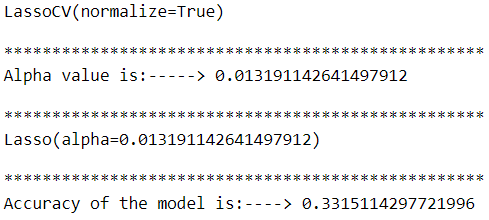 LassoCV(normalize=True)
**************************************************
Alpha value is:-----> 0.013191142641497912
**************************************************
Lasso(alpha=0.013191142641497912)
**************************************************
Accuracy of the model is:----> 0.3315114297721996